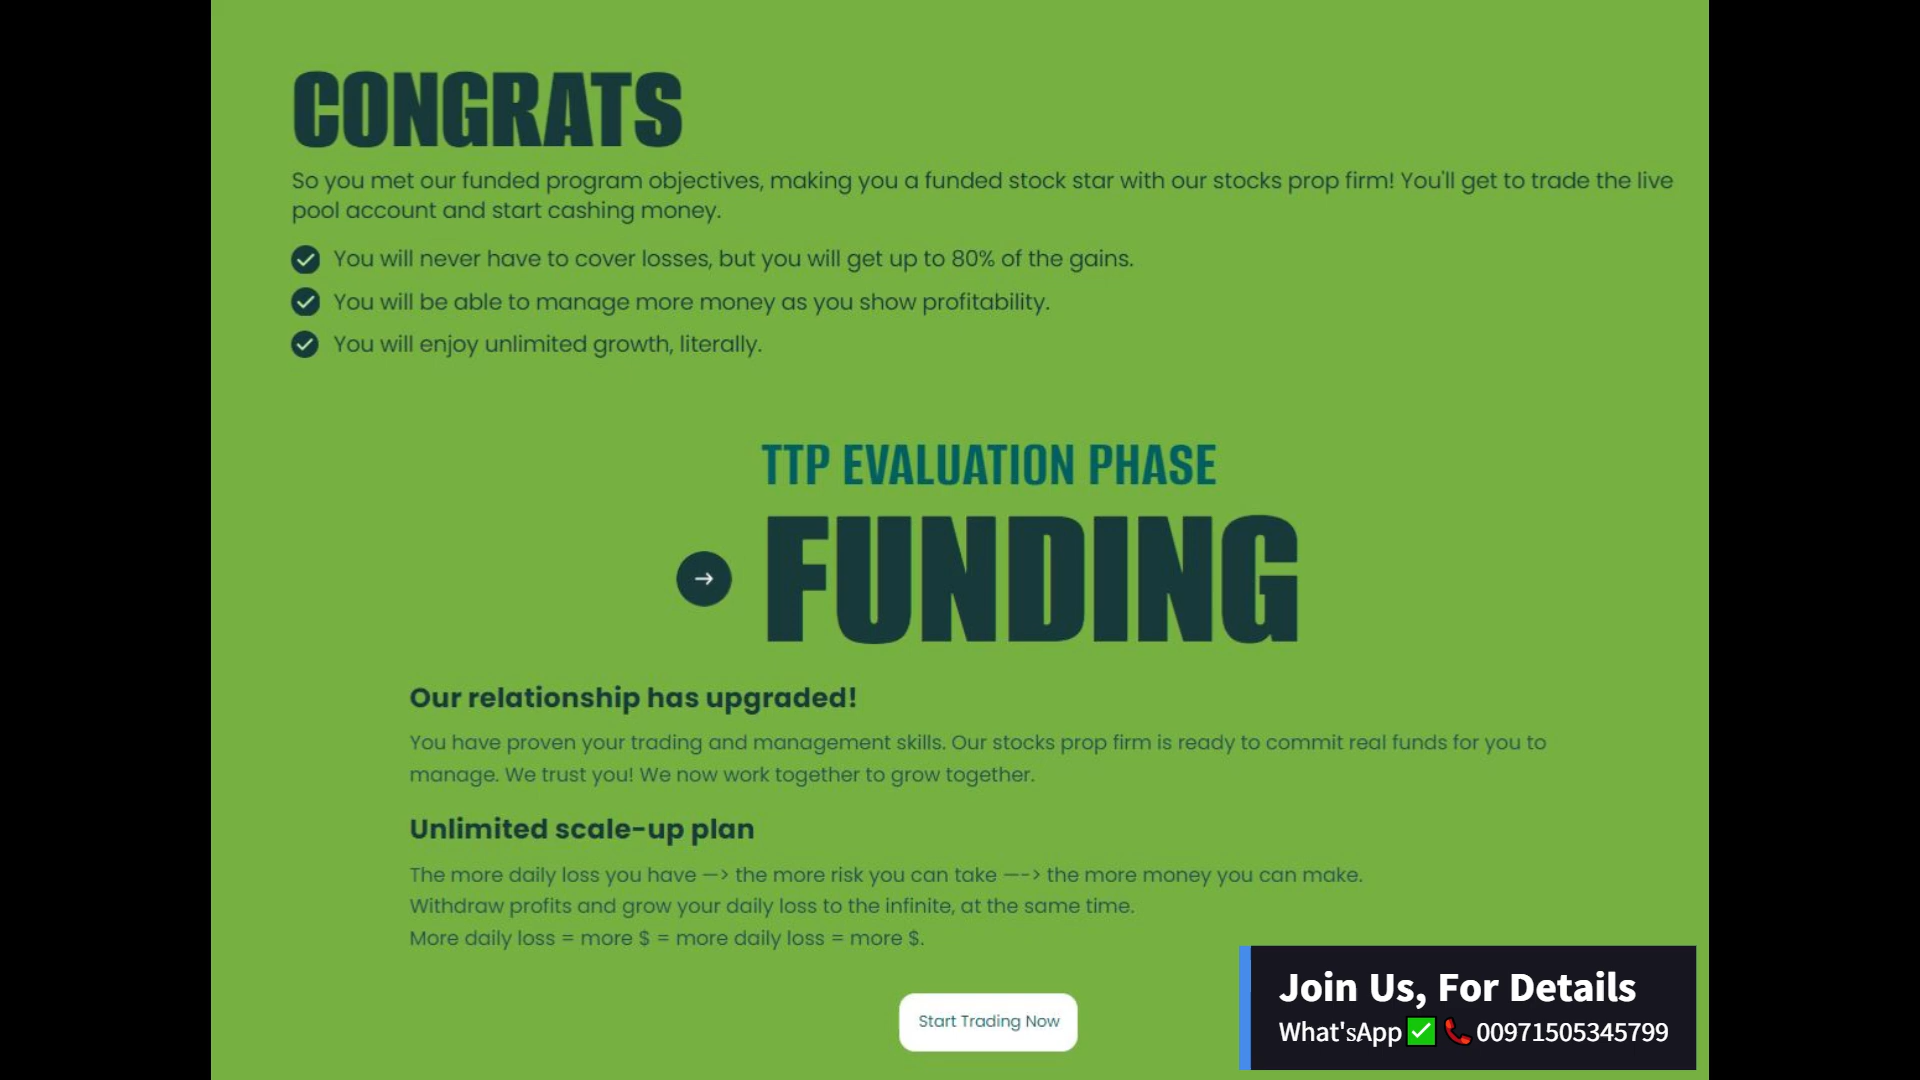 CONGRATS
So you met our funded program objectives, making you a funded stock star with our stocks prop firm! You'll get to trade the live
pool account and start cashing money.
You will never have to cover losses, but you will get up to 80% of the gains.
You will be able to manage more money as you show profitability.
You will enjoy unlimited growth, literally.
TTP EVALUATION PHASE
FUNDING
Our relationship has upgraded!
You have proven your trading and management skills. Our stocks prop firm is ready to commit real funds for you to
manage. We trust you! We now work together to grow together.
Unlimited scale-up plan
The more daily loss you have —> the more risk you can take —-> the more money you can make.
Withdraw profits and grow your daily loss to the infinite, at the same time.
More daily loss = more $ = more daily loss = more $.
Start Trading Now
Join Us, For Details
What'sApp✅📞00971505345799